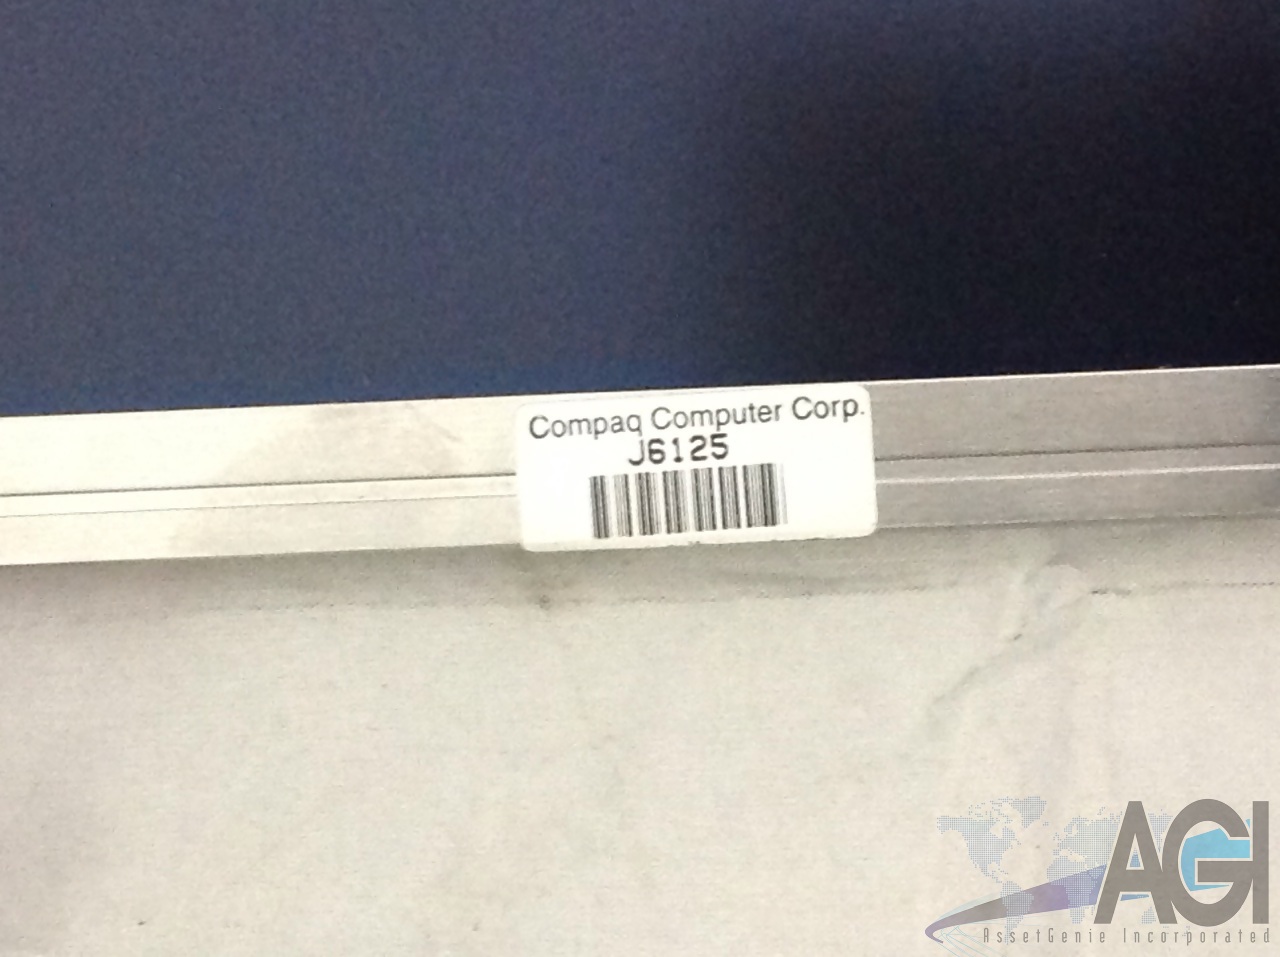 Compaq Computer Corp.
J6125
AGI
AssetGenie Incorporated